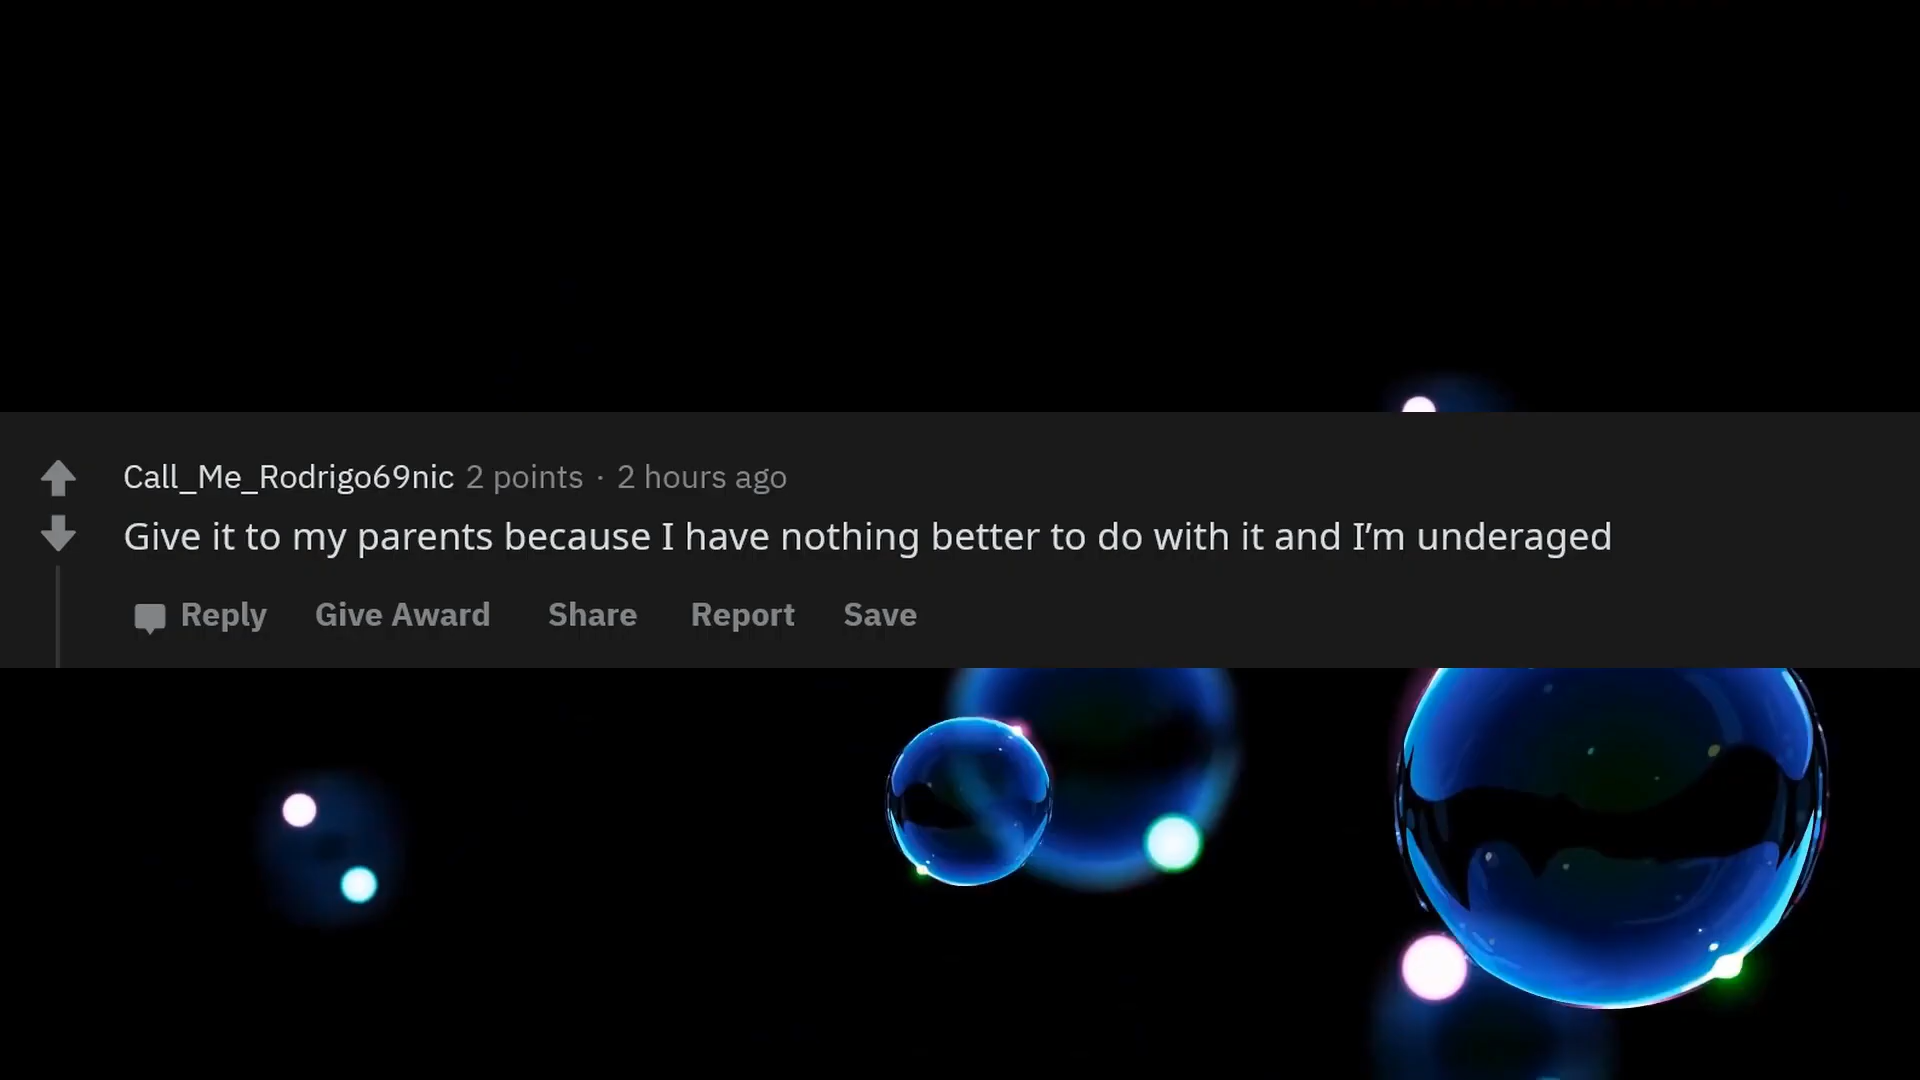 Call_Me_Rodrigo69nic 2 points · 2 hours ago
Give it to my parents because I have nothing better to do with it and I’m underaged
Reply Give Award Share Report Save